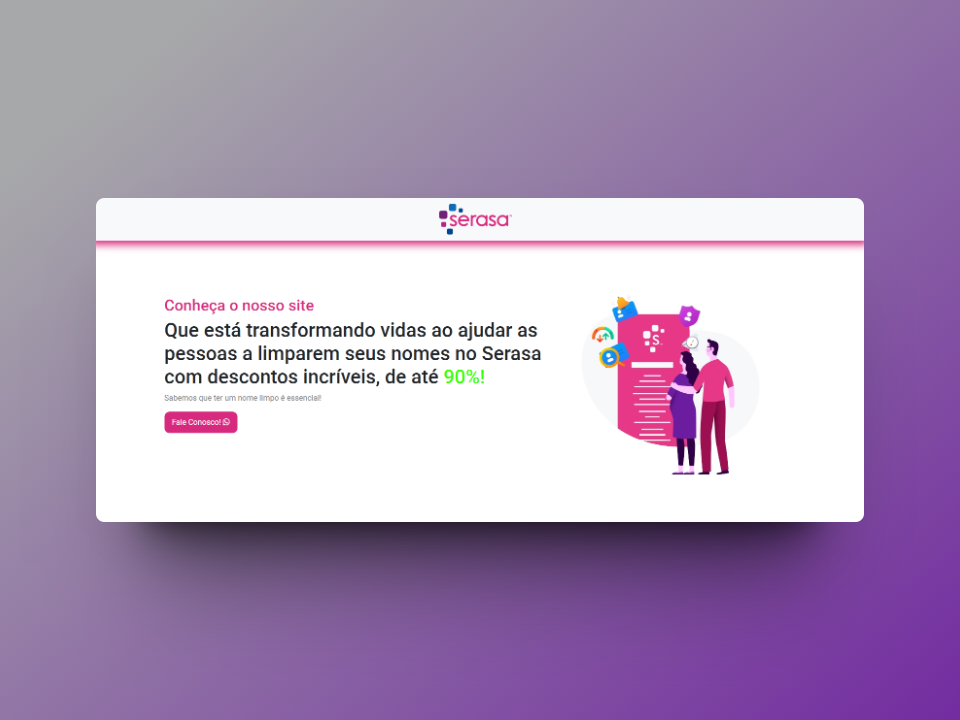 serasa
Conheça o nosso site
Que está transformando vidas ao ajudar as
pessoas a limparem seus nomes no Serasa
com descontos incríveis, de até 90%!
Sabemos que ter um nome limpo é essencial!
Fale Conosco!
S